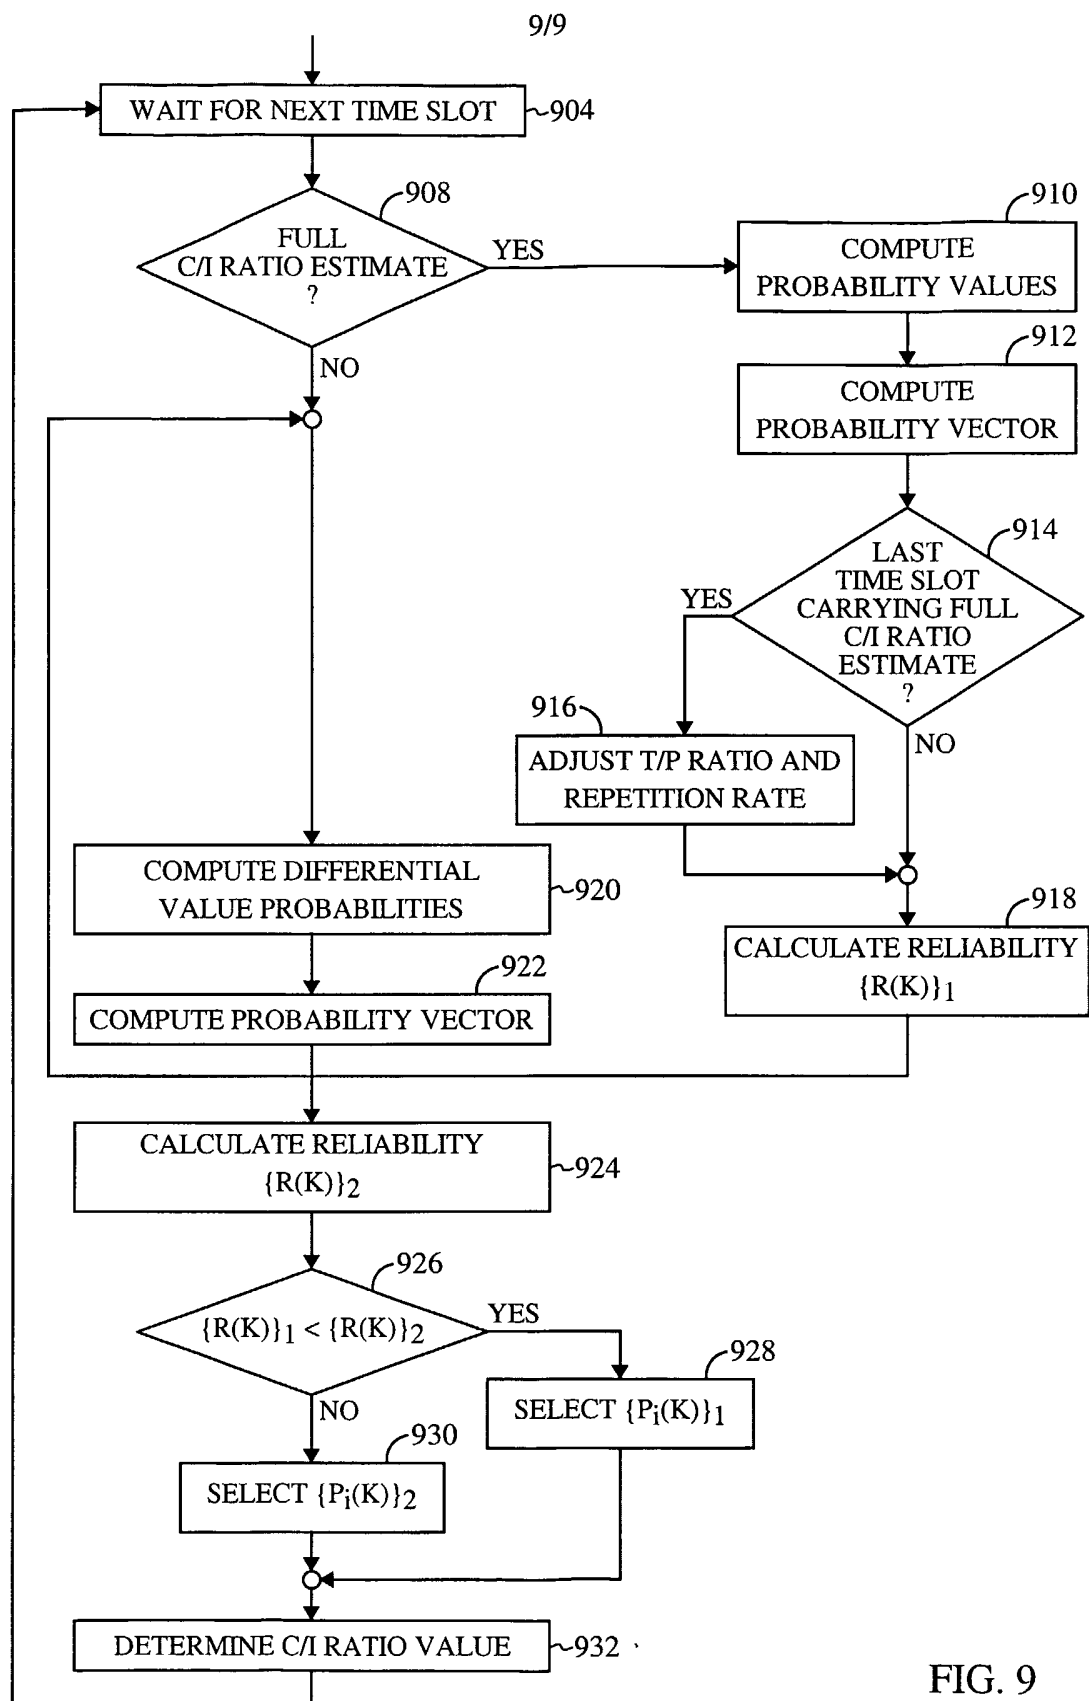 9/9
WAIT FOR NEXT TIME SLOT
904
908
FULL
C/I RATIO ESTIMATE
?
YES
NO
910
COMPUTE
PROBABILITY VALUES
912
COMPUTE
PROBABILITY VECTOR
914
LAST
TIME SLOT
CARRYING FULL
C/I RATIO
ESTIMATE
?
YES
NO
916
ADJUST T/P RATIO AND
REPETITION RATE
918
CALCULATE RELIABILITY
{R(K)}1
COMPUTE DIFFERENTIAL
VALUE PROBABILITIES
920
922
COMPUTE PROBABILITY VECTOR
CALCULATE RELIABILITY
{R(K)}2
924
926
{R(K)}1 < {R(K)}2
YES
NO
928
SELECT {Pi(K)}1
930
SELECT {Pi(K)}2
DETERMINE C/I RATIO VALUE
932
FIG. 9